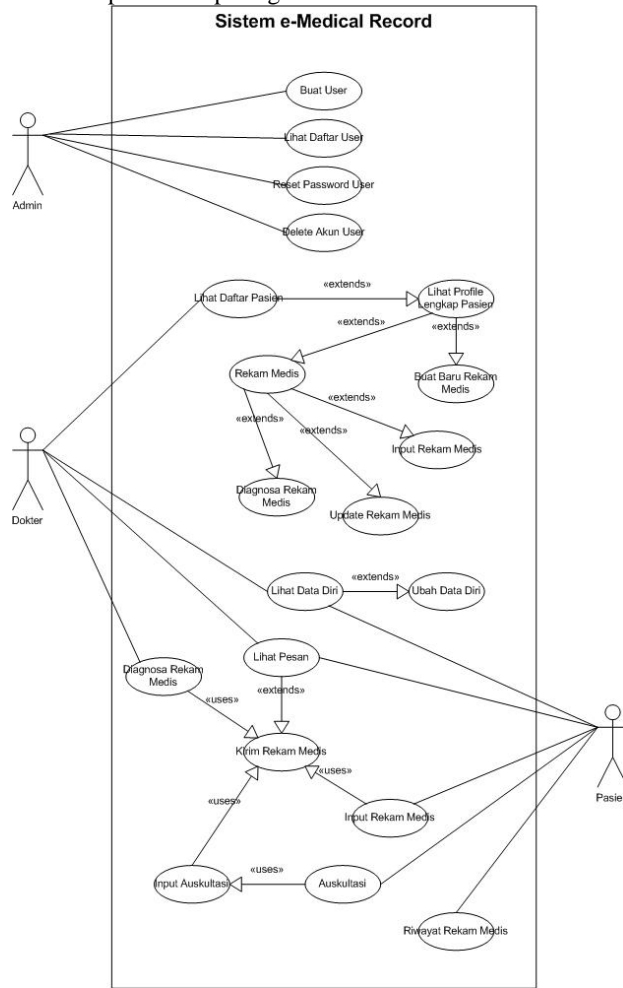 Sistem e-Medical Record
Buat User
Lihat Daftar User
Reset Password User
Delete Akun User
Admin
Lihat Daftar Pasien
«extends»
Lihat Profile
Lengkap Pasien
«extends»
«extends»
Rekam Medis
Buat Baru Rekam
Medis
«extends»
«extends»
«extends»
Input Rekam Medis
Diagnosa Rekam
Medis
Update Rekam Medis
Dokter
Lihat Data Diri
«extends»
Ubah Data Diri
Lihat Pesan
Diagnosa Rekam
Medis
«uses»
«extends»
KIrim Rekam Medis
«uses»
«uses»
Input Rekam Medis
Pasie
Input Auskultasi
«uses»
Auskultasi
Riwayat Rekam Medis